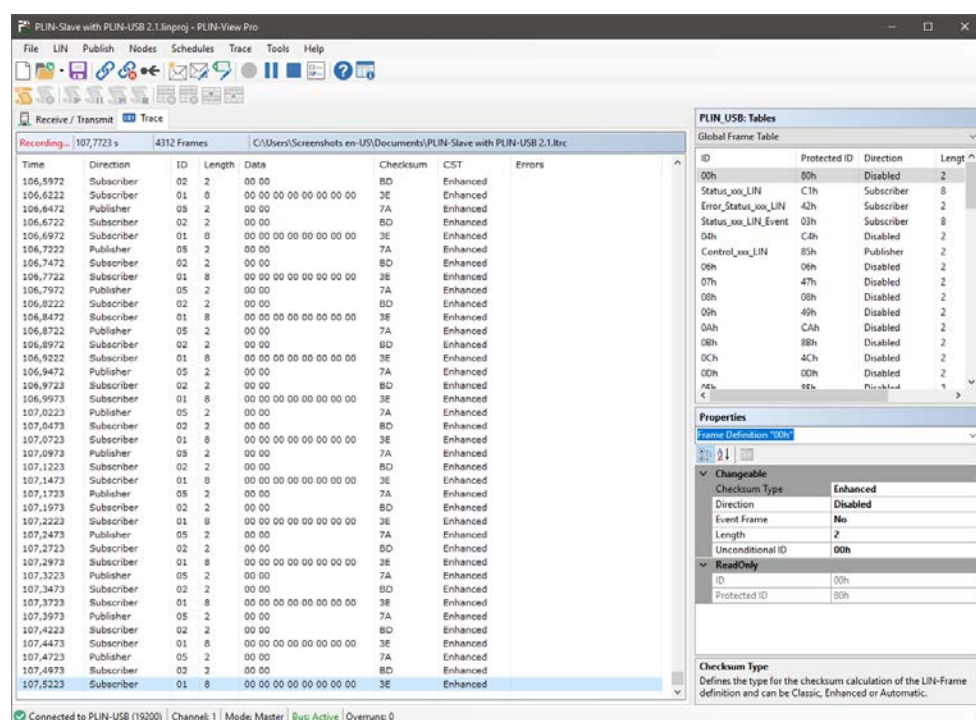 PLIN-Slave with PLIN-USB 2.1.linproj - PLIN-View Pro
File LIN Publish Nodes Schedules Trace Tools Help
Receive / Transmit Trace
Recording... 107,7723 s 4312 Frames C:\Users\Screenshots en-US\Documents\PLIN-Slave with PLIN-USB 2.1.ltrc
Time Direction ID Length Data Checksum CST Errors
106,5972 Subscriber 02 2 00 00 BD Enhanced
106,6222 Subscriber 01 8 00 00 00 00 00 00 00 00 3E Enhanced
106,6472 Publisher 05 2 00 00 7A Enhanced
106,6722 Subscriber 02 2 00 00 BD Enhanced
106,6972 Subscriber 01 8 00 00 00 00 00 00 00 00 3E Enhanced
106,7222 Publisher 05 2 00 00 7A Enhanced
106,7472 Subscriber 02 2 00 00 BD Enhanced
106,7722 Subscriber 01 8 00 00 00 00 00 00 00 00 3E Enhanced
106,7972 Publisher 05 2 00 00 7A Enhanced
106,8222 Subscriber 02 2 00 00 BD Enhanced
106,8472 Subscriber 01 8 00 00 00 00 00 00 00 00 3E Enhanced
106,8722 Publisher 05 2 00 00 7A Enhanced
106,8972 Subscriber 02 2 00 00 BD Enhanced
106,9222 Subscriber 01 8 00 00 00 00 00 00 00 00 3E Enhanced
106,9472 Publisher 05 2 00 00 7A Enhanced
106,9723 Subscriber 02 2 00 00 BD Enhanced
106,9973 Subscriber 01 8 00 00 00 00 00 00 00 00 3E Enhanced
107,0223 Publisher 05 2 00 00 7A Enhanced
107,0473 Subscriber 02 2 00 00 BD Enhanced
107,0723 Subscriber 01 8 00 00 00 00 00 00 00 00 3E Enhanced
107,0973 Publisher 05 2 00 00 7A Enhanced
107,1223 Subscriber 02 2 00 00 BD Enhanced
107,1473 Subscriber 01 8 00 00 00 00 00 00 00 00 3E Enhanced
107,1723 Publisher 05 2 00 00 7A Enhanced
107,1973 Subscriber 02 2 00 00 BD Enhanced
107,2223 Subscriber 01 8 00 00 00 00 00 00 00 00 3E Enhanced
107,2473 Publisher 05 2 00 00 7A Enhanced
107,2723 Subscriber 02 2 00 00 BD Enhanced
107,2973 Subscriber 01 8 00 00 00 00 00 00 00 00 3E Enhanced
107,3223 Publisher 05 2 00 00 7A Enhanced
107,3473 Subscriber 02 2 00 00 BD Enhanced
107,3723 Subscriber 01 8 00 00 00 00 00 00 00 00 3E Enhanced
107,3973 Publisher 05 2 00 00 7A Enhanced
107,4223 Subscriber 02 2 00 00 BD Enhanced
107,4473 Subscriber 01 8 00 00 00 00 00 00 00 00 3E Enhanced
107,4723 Publisher 05 2 00 00 7A Enhanced
107,4973 Subscriber 02 2 00 00 BD Enhanced
107,5223 Subscriber 01 8 00 00 00 00 00 00 00 00 3E Enhanced
PLIN_USB: Tables
Global Frame Table
ID Protected ID Direction Lengt
00h 80h Disabled 2
Status_xxx_LIN C1h Subscriber 8
Error_Status_xxx_LIN 42h Subscriber 2
Status_xxx_LIN_Event 03h Subscriber 8
04h C4h Disabled 2
Control_xxx_LIN 85h Publisher 2
06h 06h Disabled 2
07h 47h Disabled 2
08h 08h Disabled 2
09h 49h Disabled 2
0Ah CAh Disabled 2
0Bh 8Bh Disabled 2
0Ch 4Ch Disabled 2
0Dh 0Dh Disabled 2
Properties
Frame Definition "00h"
Changeable
Checksum Type Enhanced
Direction Disabled
Event Frame No
Length 2
Unconditional ID 00h
ReadOnly
ID 00h
Protected ID 80h
Checksum Type
Defines the type for the checksum calculation of the LIN-Frame
definition and can be Classic, Enhanced or Automatic.
Connected to PLIN-USB (19200) Channel: 1 Mode: Master Bus: Active Overruns: 0